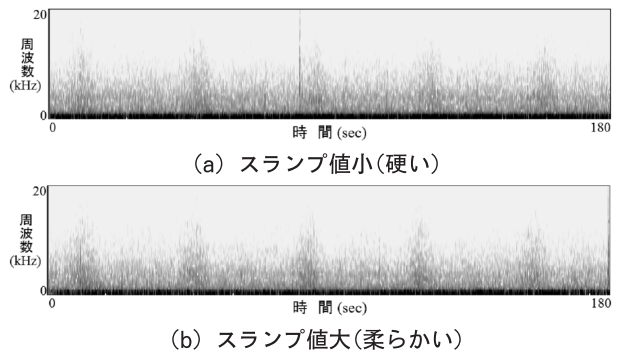 20
周波数
(kHz)
0
0
180
時 間 (sec)
(a) スランプ値小(硬い)
20
周波数
(kHz)
0
0
180
時 間 (sec)
(b) スランプ値大(柔らかい)